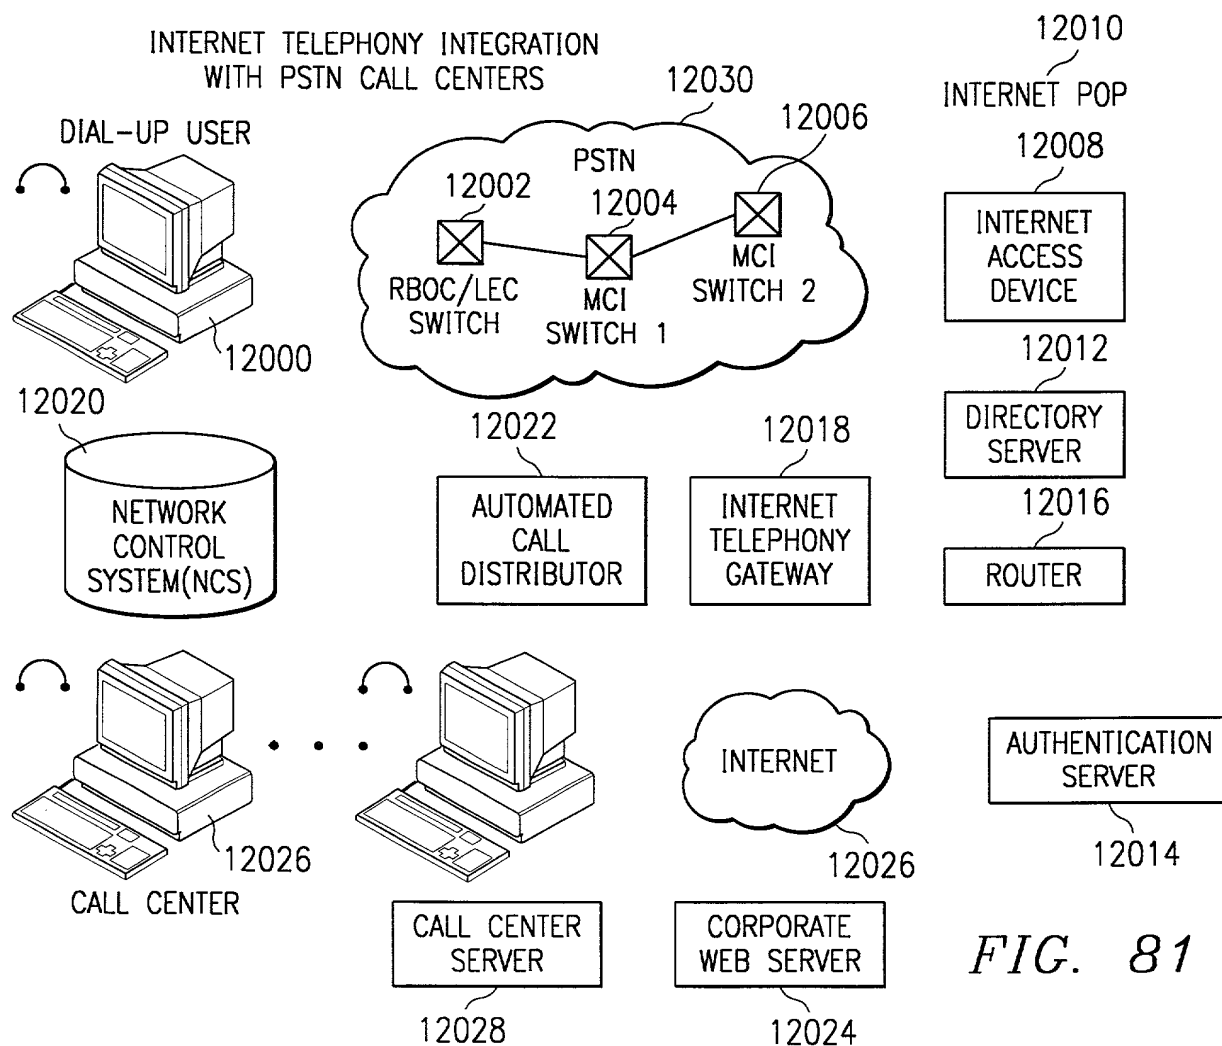 INTERNET TELEPHONY INTEGRATION
WITH PSTN CALL CENTERS
12010
INTERNET POP
DIAL-UP USER
12000
12030
PSTN
12002
RBOC/LEC
SWITCH
12004
MCI
SWITCH 1
12006
MCI
SWITCH 2
12008
INTERNET
ACCESS
DEVICE
12012
DIRECTORY
SERVER
12016
ROUTER
12020
NETWORK
CONTROL
SYSTEM(NCS)
12022
AUTOMATED
CALL
DISTRIBUTOR
12018
INTERNET
TELEPHONY
GATEWAY
12026
CALL CENTER
INTERNET
12026
AUTHENTICATION
SERVER
12014
CALL CENTER
SERVER
12028
CORPORATE
WEB SERVER
12024
FIG. 81